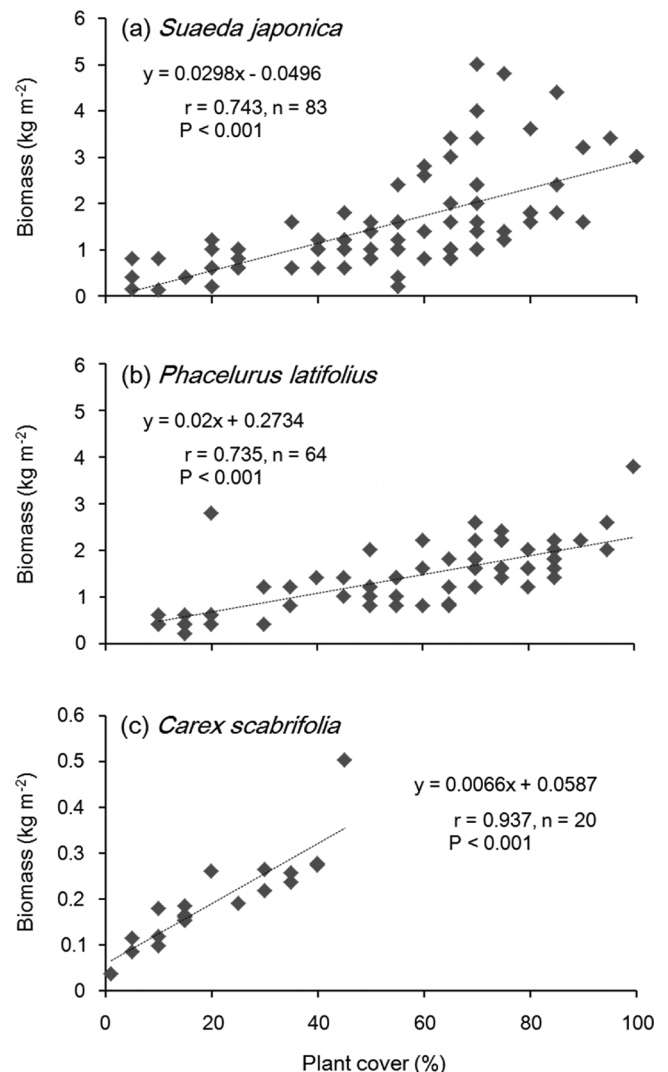 (a) Suaeda japonica
y = 0.0298x - 0.0496
r = 0.743, n = 83
P < 0.001
Biomass (kg m-2)
6
5
4
3
2
1
0
(b) Phacelurus latifolius
y = 0.02x + 0.2734
r = 0.735, n = 64
P < 0.001
Biomass (kg m-2)
6
5
4
3
2
1
0
(c) Carex scabrifolia
y = 0.0066x + 0.0587
r = 0.937, n = 20
P < 0.001
Biomass (kg m-2)
0.6
0.5
0.4
0.3
0.2
0.1
0
0 20 40 60 80 100
Plant cover (%)